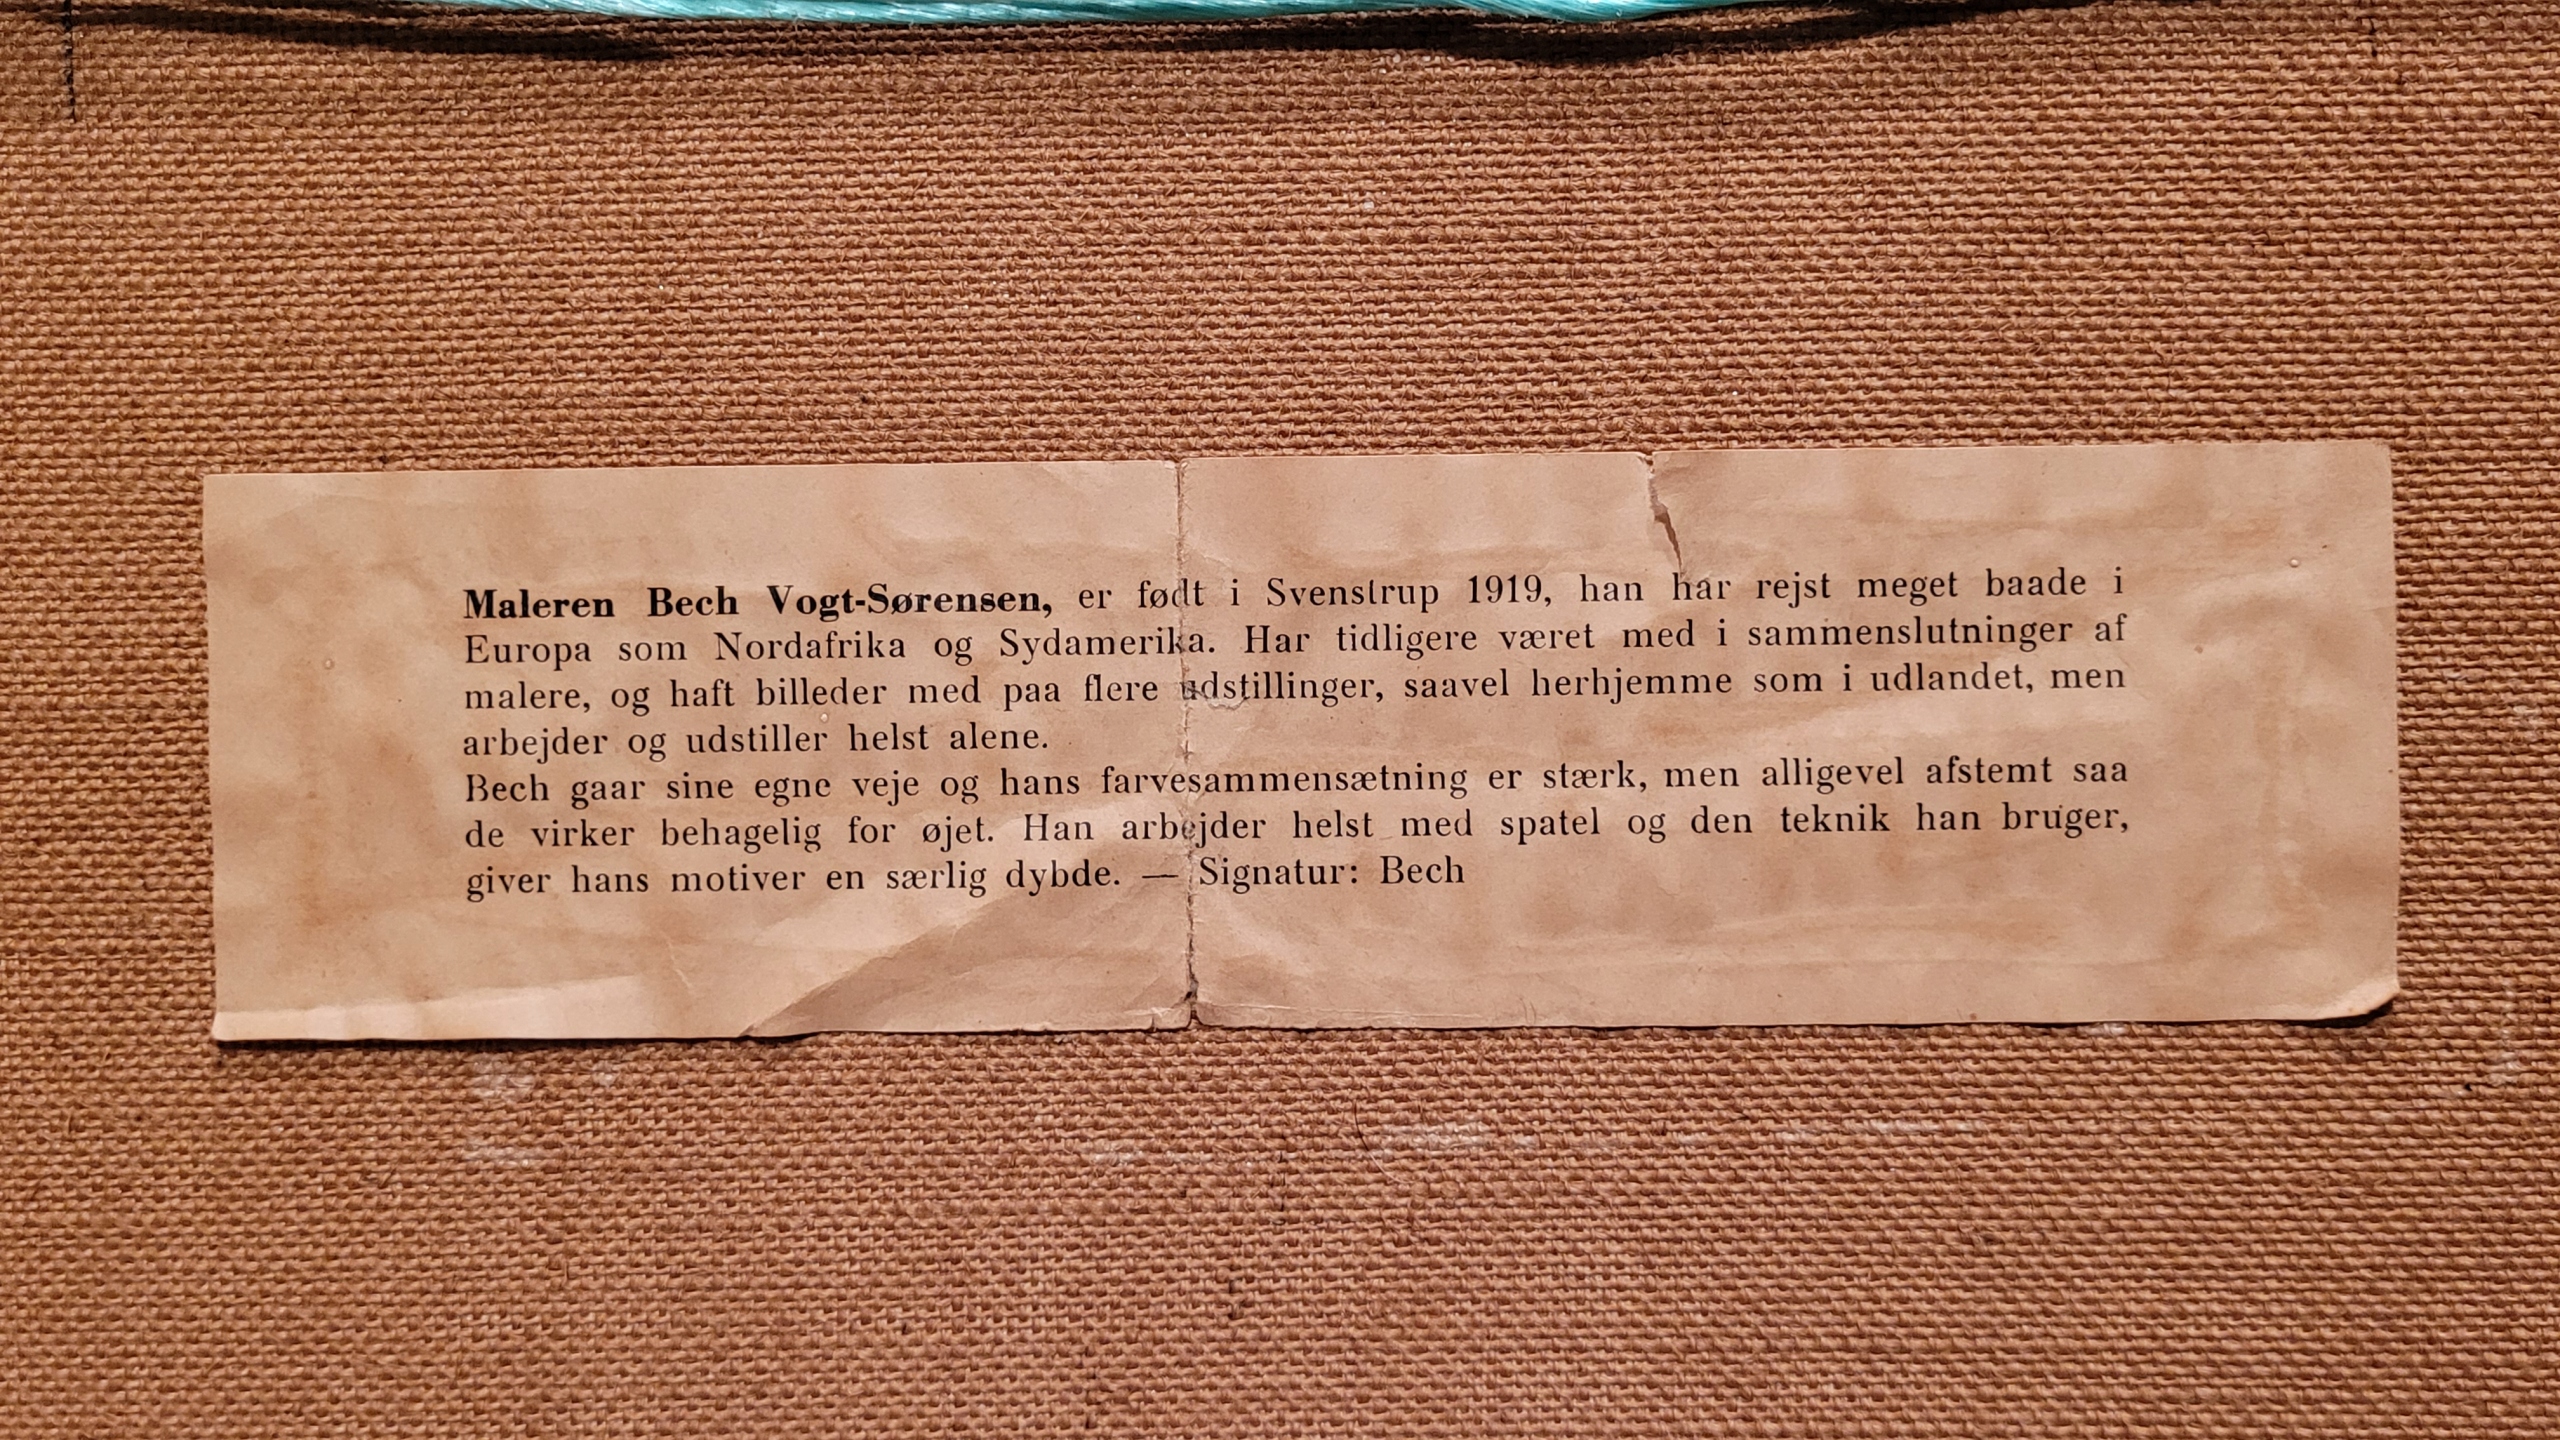 Maleren Bech Vogt-Sørensen, er født i Svenstrup 1919, han har rejst meget baade i
Europa som Nordafrika og Sydamerika. Har tidligere været med i sammenslutninger af
malere, og haft billeder med paa flere udstillinger, saavel herhjemme som i udlandet, men
arbejder og udstiller helst alene.
Bech gaar sine egne veje og hans farvesammensætning er stærk, men alligevel afstemt saa
de virker behagelig for øjet. Han arbejder helst med spatel og den teknik han bruger,
giver hans motiver en særlig dybde. — Signatur: Bech